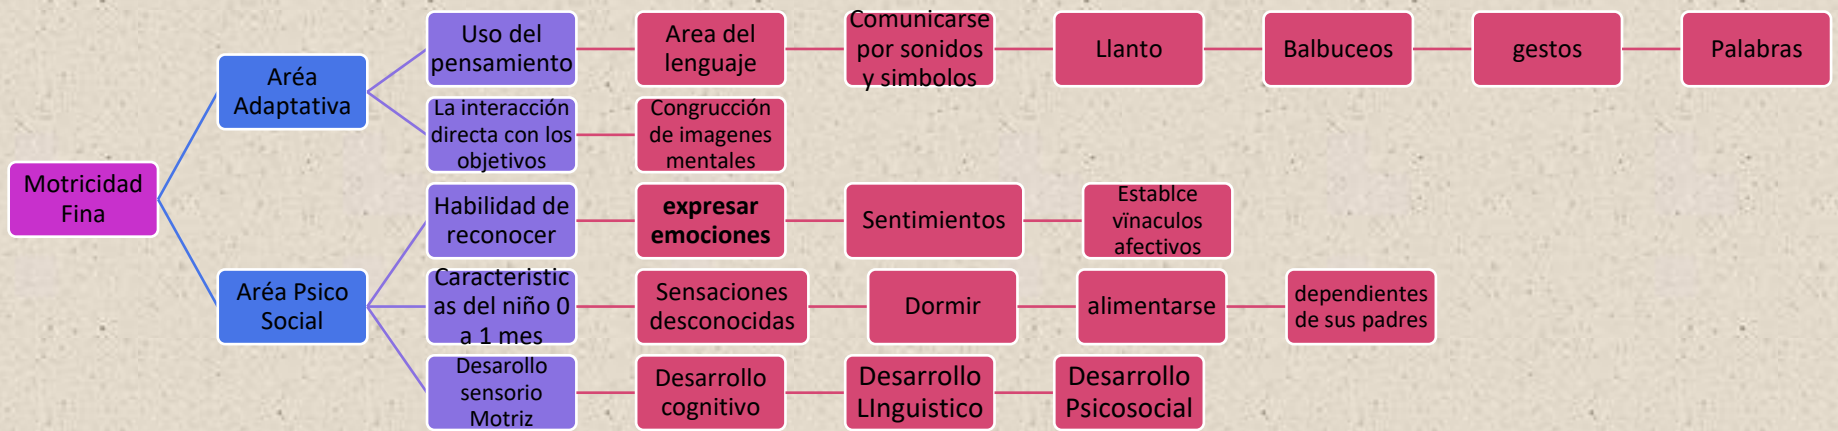 Motricidad
Fina
Aréa
Adaptativa
Uso del
pensamiento
Area del
lenguaje
Comunicarse
por sonidos
y simbolos
Llanto
Balbuceos
gestos
Palabras
La interacción
directa con los
objetivos
Congrucción
de imagenes
mentales
Aréa Psico
Social
Habilidad de
reconocer
expresar
emociones
Sentimientos
Establce
vïnaculos
afectivos
Caracteristic
as del niño 0
a 1 mes
Sensaciones
desconocidas
Dormir
alimentarse
dependientes
de sus padres
Desarollo
sensorio
Motriz
Desarrollo
cognitivo
Desarrollo
LInguistico
Desarrollo
Psicosocial